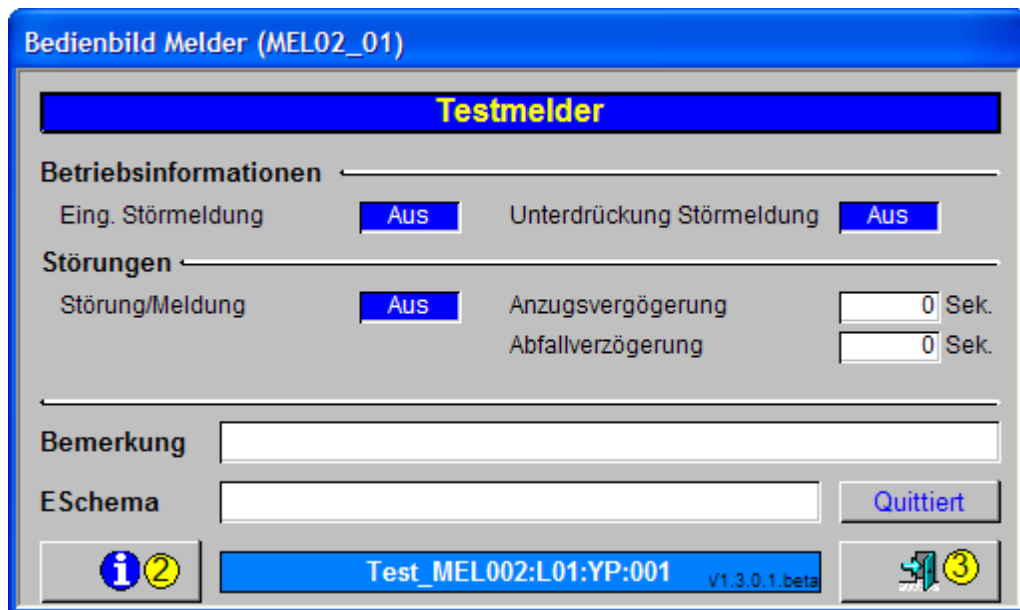 Bedienbild Melder (MEL02_01)
Testmelder
Betriebsinformationen
Eing. Störmeldung Aus Unterdrückung Störmeldung Aus
Störungen
Störung/Meldung Aus Anzugsvergögerung 0 Sek.
Abfallverzögerung 0 Sek.
Bemerkung
ESchema Quittiert
i 2 Test_MEL002:L01:YP:001 V1.3.0.1.beta 3